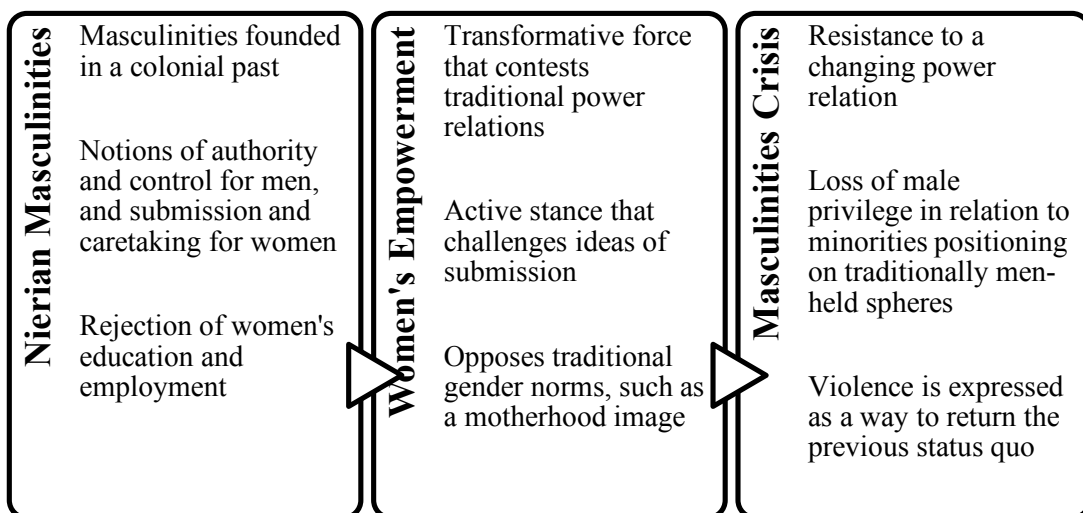 Nierian Masculinities
Masculinities founded
in a colonial past
Notions of authority
and control for men,
and submission and
caretaking for women
Rejection of women's
education and
employment
Women's Empowerment
Transformative force
that contests
traditional power
relations
Active stance that
challenges ideas of
submission
Opposes traditional
gender norms, such as
a motherhood image
Masculinities Crisis
Resistance to a
changing power
relation
Loss of male
privilege in relation to
minorities positioning
on traditionally men-
held spheres
Violence is expressed
as a way to return the
previous status quo